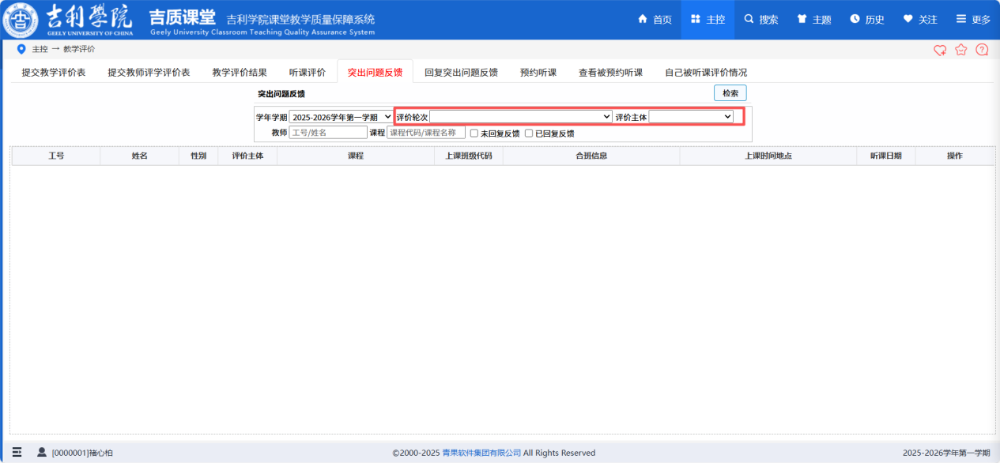 吉利學院
GEELY UNIVERSITY OF CHINA
吉质课堂 吉利学院课堂教学质量保障系统
Geely University Classroom Teaching Quality Assurance System
首页 主控 搜索 主题 历史 关注 更多
主控 → 教学评价
提交教学评价表 提交教师评学评价表 教学评价结果 听课评价 突出问题反馈 回复突出问题反馈 预约听课 查看被预约听课 自己被听课评价情况
突出问题反馈 检索
学年学期 2025-2026学年第一学期 评价轮次 评价主体
教师 工号/姓名 课程 课程代码/课程名称 未回复反馈 已回复反馈
工号 姓名 性别 评价主体 课程 上课班级代码 合班信息 上课时间地点 听课日期 操作
[0000001]褚心柏 ©2000-2025 青果软件集团有限公司 All Rights Reserved 2025-2026学年第一学期